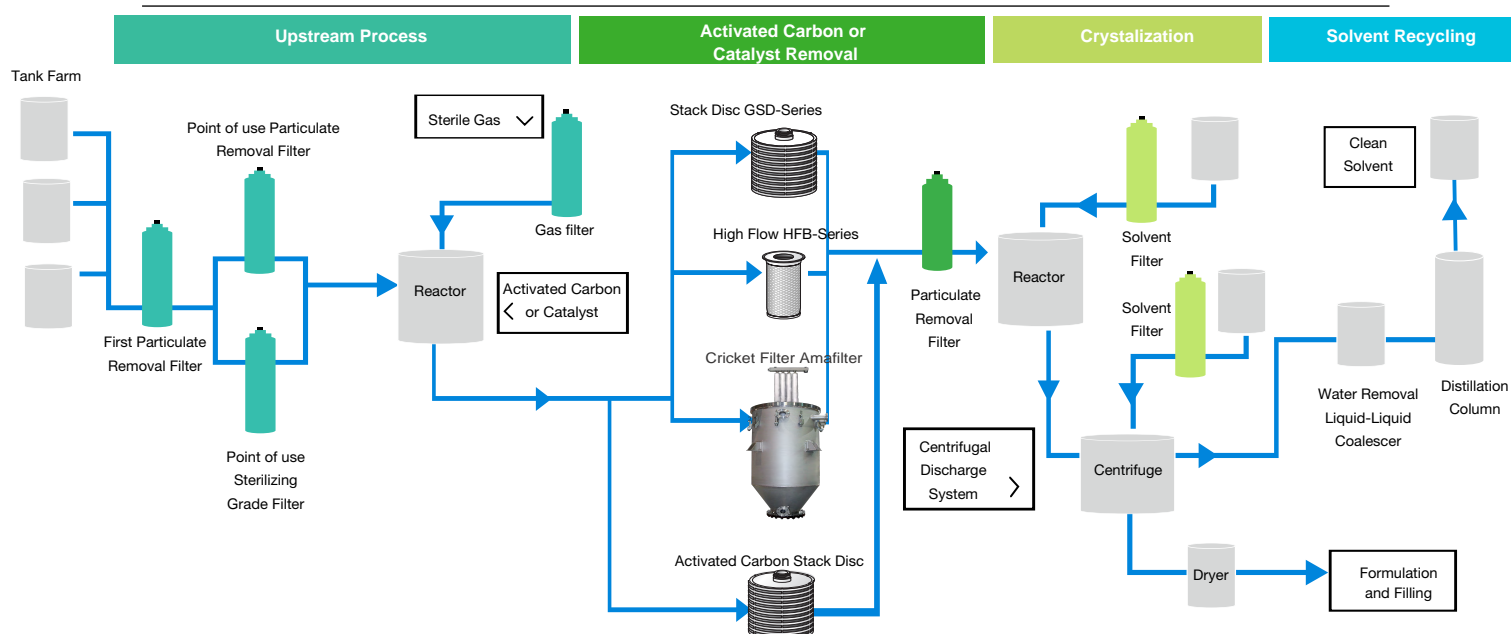 Upstream Process
Activated Carbon or
Catalyst Removal
Crystalization
Solvent Recycling
Tank Farm
Point of use Particulate
Removal Filter
Sterile Gas
Gas filter
First Particulate
Removal Filter
Point of use
Sterilizing
Grade Filter
Reactor
Activated Carbon
or Catalyst
Stack Disc GSD-Series
High Flow HFB-Series
Cricket Filter Amafilter
Activated Carbon Stack Disc
Particulate
Removal
Filter
Reactor
Solvent
Filter
Solvent
Filter
Centrifugal
Discharge
System
Centrifuge
Dryer
Formulation
and Filling
Water Removal
Liquid-Liquid
Coalescer
Distillation
Column
Clean
Solvent